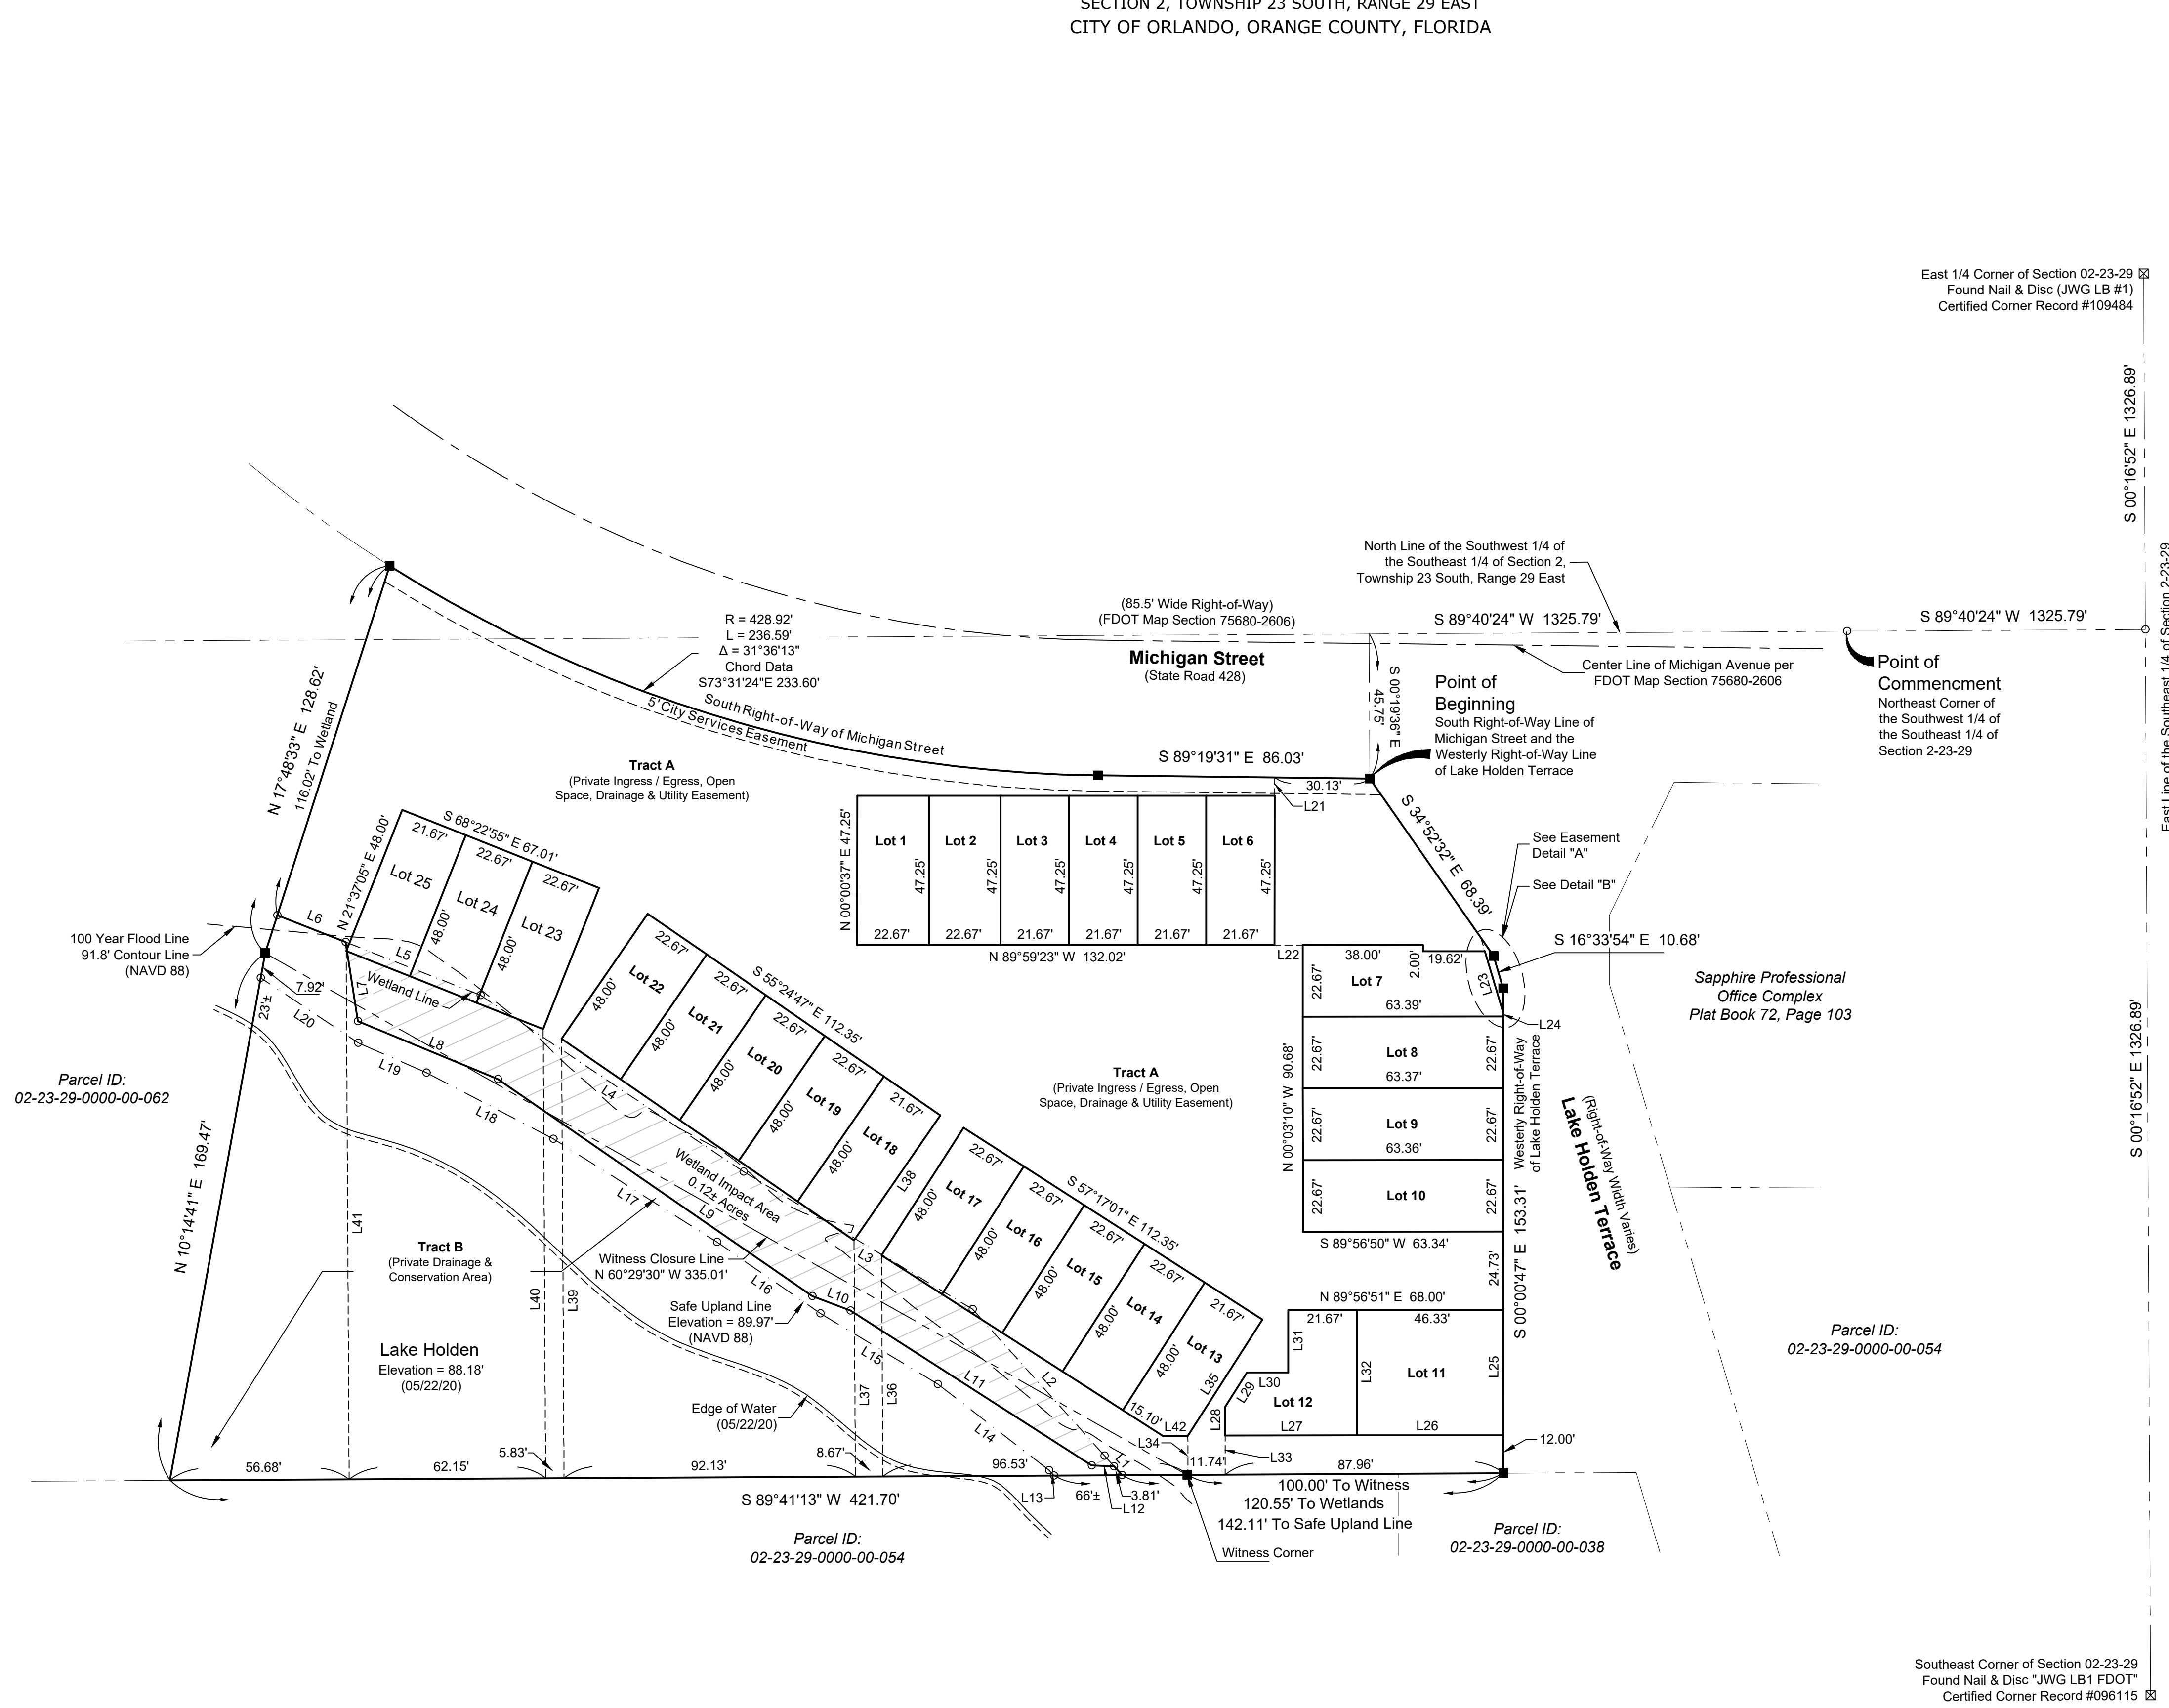 SECTION 2, TOWNSHIP 23 SOUTH, RANGE 29 EAST
CITY OF ORLANDO, ORANGE COUNTY, FLORIDA
East 1/4 Corner of Section 02-23-29
Found Nail & Disc (JWG LB #1)
Certified Corner Record #109484
S 00°16'52" E 1326.89'
East Line of the Southeast 1/4 of Section 2-23-29
North Line of the Southwest 1/4 of
the Southeast 1/4 of Section 2,
Township 23 South, Range 29 East
(85.5' Wide Right-of-Way)
(FDOT Map Section 75680-2606)
S 89°40'24" W 1325.79'
S 89°40'24" W 1325.79'
R = 428.92'
L = 236.59'
Δ = 31°36'13"
Chord Data
S73°31'24"E 233.60'
Michigan Street
(State Road 428)
Center Line of Michigan Avenue per
FDOT Map Section 75680-2606
Point of
Commencment
Northeast Corner of
the Southwest 1/4 of
the Southeast 1/4 of
Section 2-23-29
S 00°19'36" E
45.75'
Point of
Beginning
South Right-of-Way Line of
Michigan Street and the
Westerly Right-of-Way Line
of Lake Holden Terrace
South Right-of-Way of Michigan Street
5' City Services Easement
S 89°19'31" E 86.03'
30.13'
L21
N 17°48'33" E 128.62'
116.02' To Wetland
Tract A
(Private Ingress / Egress, Open
Space, Drainage & Utility Easement)
S 34°52'32" E 68.39'
See Easement
Detail "A"
See Detail "B"
S 16°33'54" E 10.68'
Sapphire Professional
Office Complex
Plat Book 72, Page 103
N 00°00'37" E 47.25'
Lot 1
Lot 2
Lot 3
Lot 4
Lot 5
Lot 6
47.25'
47.25'
47.25'
47.25'
47.25'
47.25'
22.67'
22.67'
21.67'
21.67'
21.67'
21.67'
N 89°59'23" W 132.02'
L22
N 21°37'05" E 48.00'
S 68°22'55" E 67.01'
21.67'
22.67'
22.67'
Lot 25
Lot 24
Lot 23
48.00'
48.00'
L6
L5
L7
100 Year Flood Line
91.8' Contour Line
(NAVD 88)
Wetland Line
7.92'
23'±
L20
L19
L8
L18
38.00'
2.00'
19.62'
L23
L24
22.67'
Lot 7
63.39'
22.67'
Lot 8
63.37'
22.67'
22.67'
Lot 9
63.36'
22.67'
22.67'
Lot 10
22.67'
N 00°03'10" W 90.68'
S 89°56'50" W 63.34'
24.73'
Westerly Right-of-Way
of Lake Holden Terrace
S 00°00'47" E 153.31'
Lake Holden Terrace
(Right-of-Way Width Varies)
S 55°24'47" E 112.35'
22.67'
22.67'
22.67'
22.67'
21.67'
Lot 22
Lot 21
Lot 20
Lot 19
Lot 18
48.00'
48.00'
48.00'
48.00'
48.00'
L38
L4
Parcel ID:
02-23-29-0000-00-062
Tract A
(Private Ingress / Egress, Open
Space, Drainage & Utility Easement)
S 57°17'01" E 112.35'
22.67'
22.67'
22.67'
22.67'
21.67'
Lot 17
Lot 16
Lot 15
Lot 14
Lot 13
48.00'
48.00'
48.00'
48.00'
48.00'
L35
L3
L2
15.10'
L42
Wetland Impact Area
0.12± Acres
L17
L9
Witness Closure Line
N 60°29'30" W 335.01'
L16
L10
Safe Upland Line
Elevation = 89.97'
(NAVD 88)
L15
L11
L14
N 10°14'41" E 169.47'
L41
Tract B
(Private Drainage &
Conservation Area)
L40
L39
Lake Holden
Elevation = 88.18'
(05/22/20)
Edge of Water
(05/22/20)
L37
L36
N 89°56'51" E 68.00'
21.67'
46.33'
L31
L32
L25
Lot 11
L30
L29
Lot 12
L28
L27
L26
L34
L33
12.00'
Parcel ID:
02-23-29-0000-00-054
S 00°16'52" E 1326.89'
56.68'
62.15'
5.83'
92.13'
8.67'
96.53'
L13
66'±
L1
3.81'
L12
11.74'
87.96'
S 89°41'13" W 421.70'
100.00' To Witness
120.55' To Wetlands
142.11' To Safe Upland Line
Witness Corner
Parcel ID:
02-23-29-0000-00-054
Parcel ID:
02-23-29-0000-00-038
Southeast Corner of Section 02-23-29
Found Nail & Disc "JWG LB1 FDOT"
Certified Corner Record #096115